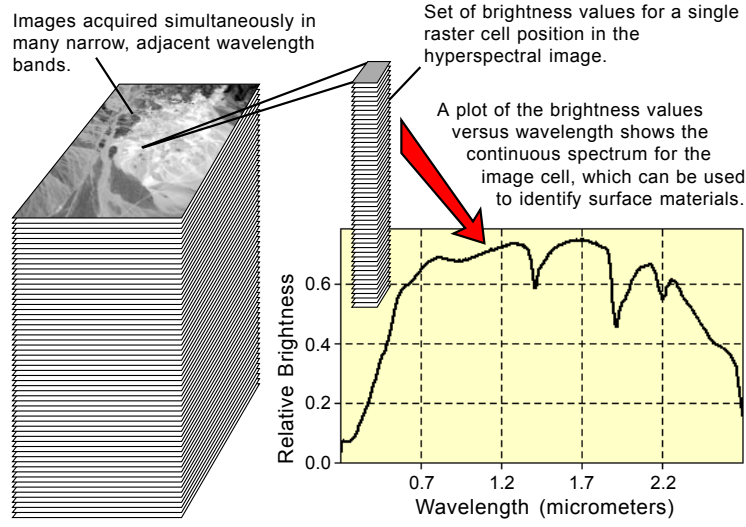 Images acquired simultaneously in
many narrow, adjacent wavelength
bands.
Set of brightness values for a single
raster cell position in the
hyperspectral image.
A plot of the brightness values
versus wavelength shows the
continuous spectrum for the
image cell, which can be used
to identify surface materials.
Relative Brightness
0.6
0.4
0.2
0.0
0.7 1.2 1.7 2.2
Wavelength (micrometers)